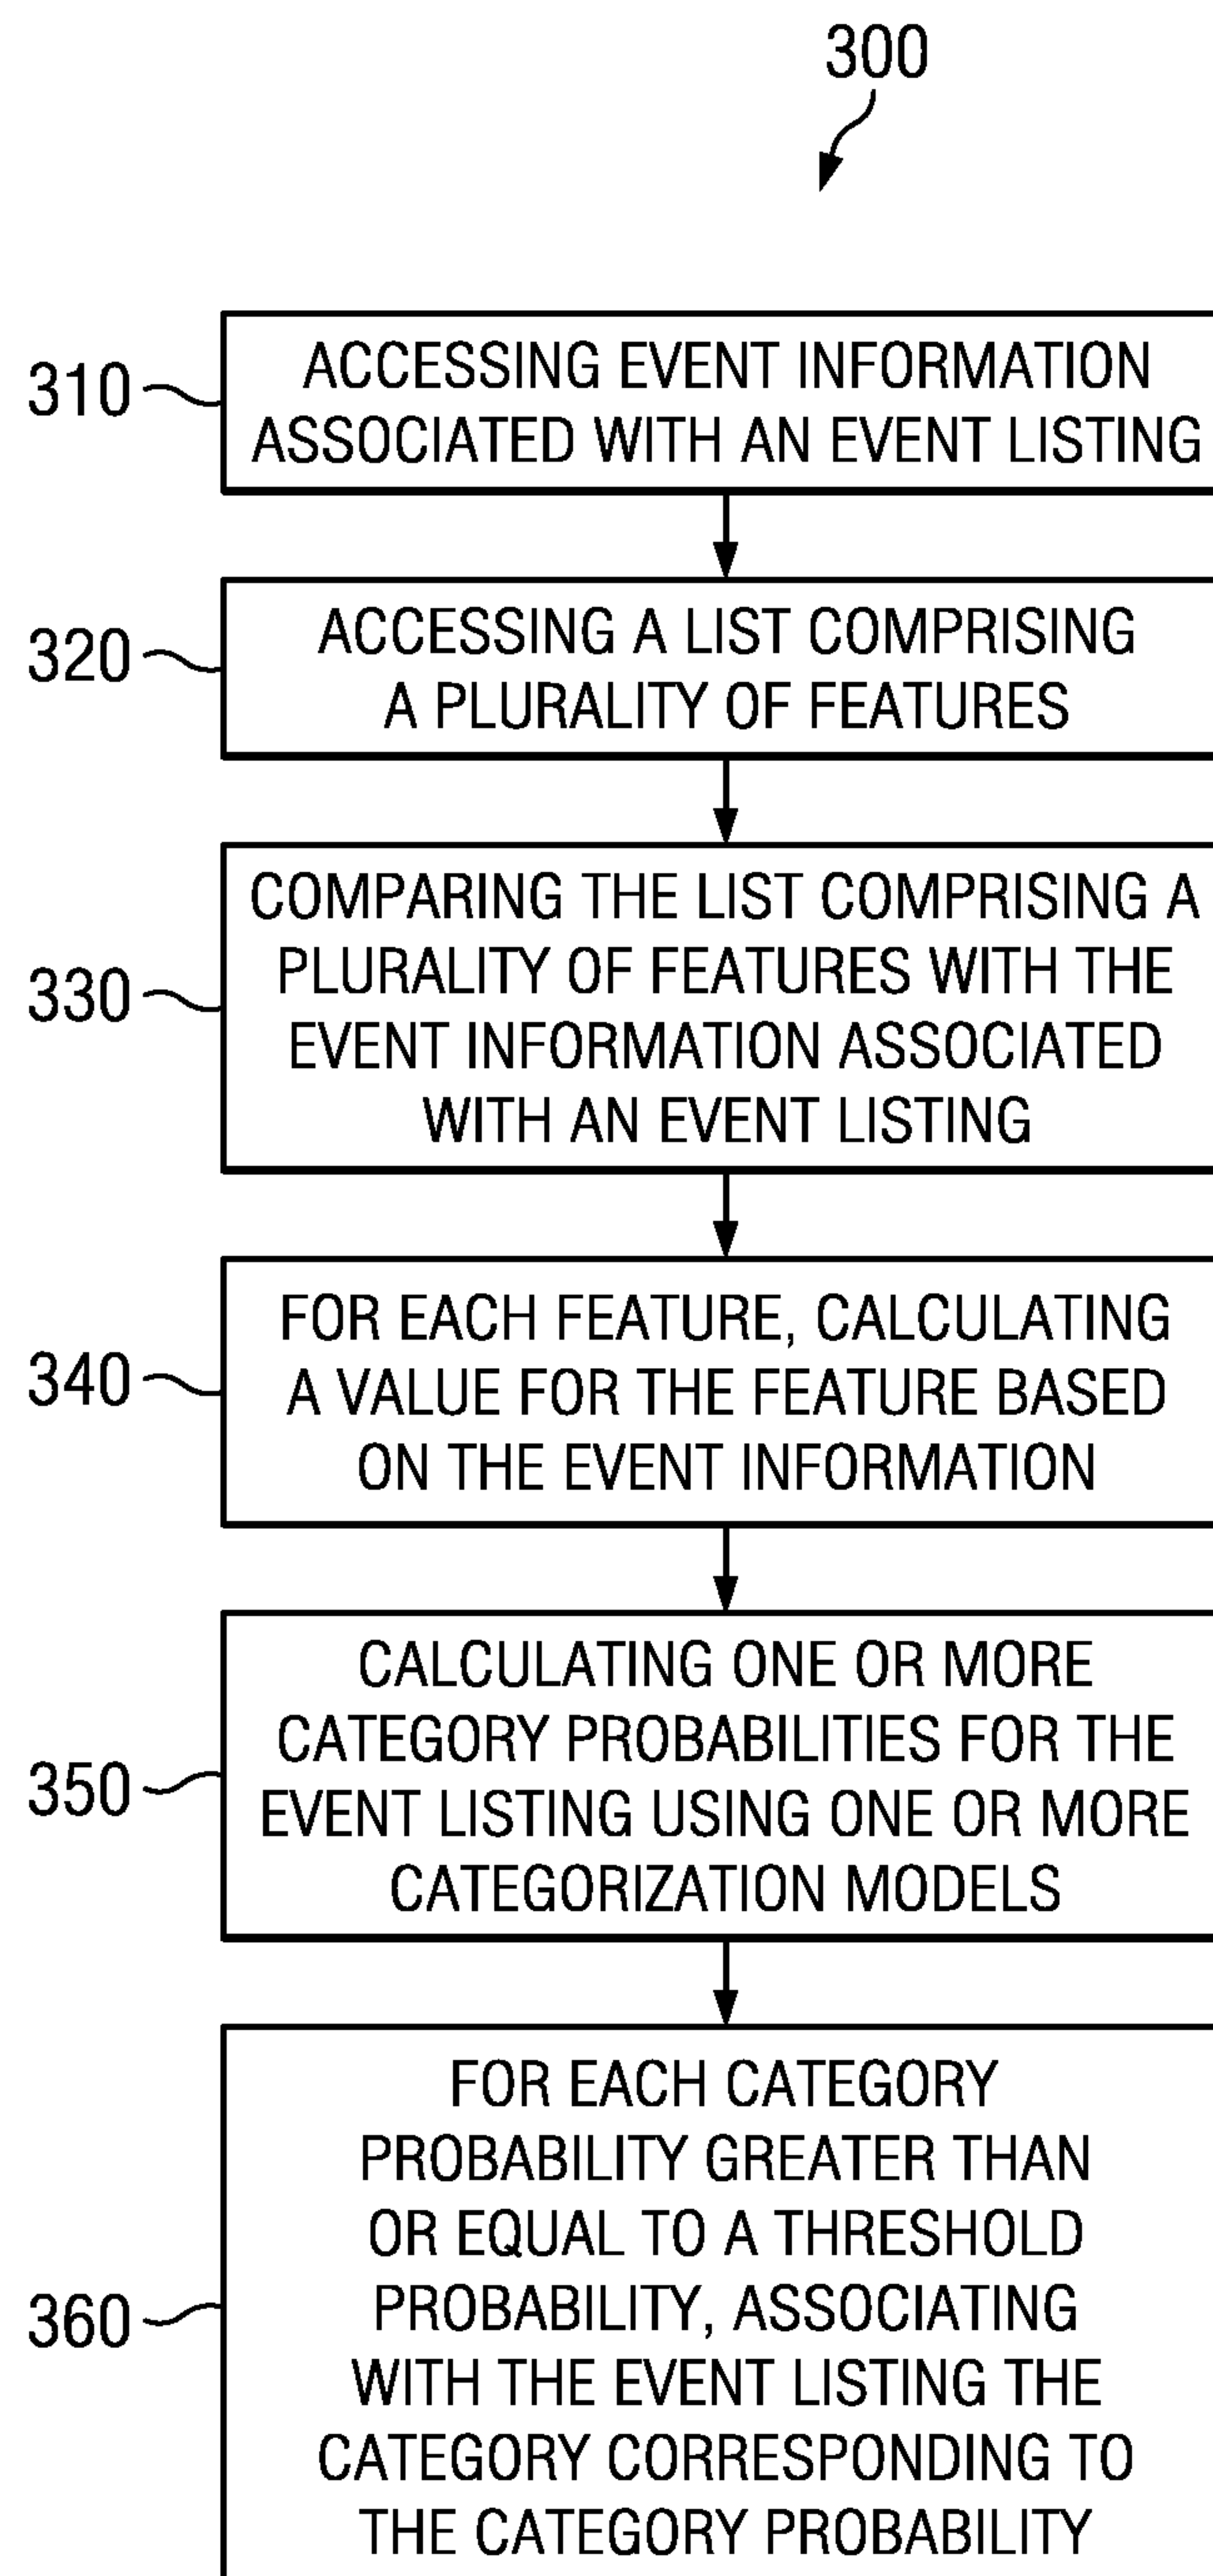 300
310
ACCESSING EVENT INFORMATION
ASSOCIATED WITH AN EVENT LISTING
320
ACCESSING A LIST COMPRISING
A PLURALITY OF FEATURES
330
COMPARING THE LIST COMPRISING A
PLURALITY OF FEATURES WITH THE
EVENT INFORMATION ASSOCIATED
WITH AN EVENT LISTING
340
FOR EACH FEATURE, CALCULATING
A VALUE FOR THE FEATURE BASED
ON THE EVENT INFORMATION
350
CALCULATING ONE OR MORE
CATEGORY PROBABILITIES FOR THE
EVENT LISTING USING ONE OR MORE
CATEGORIZATION MODELS
360
FOR EACH CATEGORY
PROBABILITY GREATER THAN
OR EQUAL TO A THRESHOLD
PROBABILITY, ASSOCIATING
WITH THE EVENT LISTING THE
CATEGORY CORRESPONDING TO
THE CATEGORY PROBABILITY